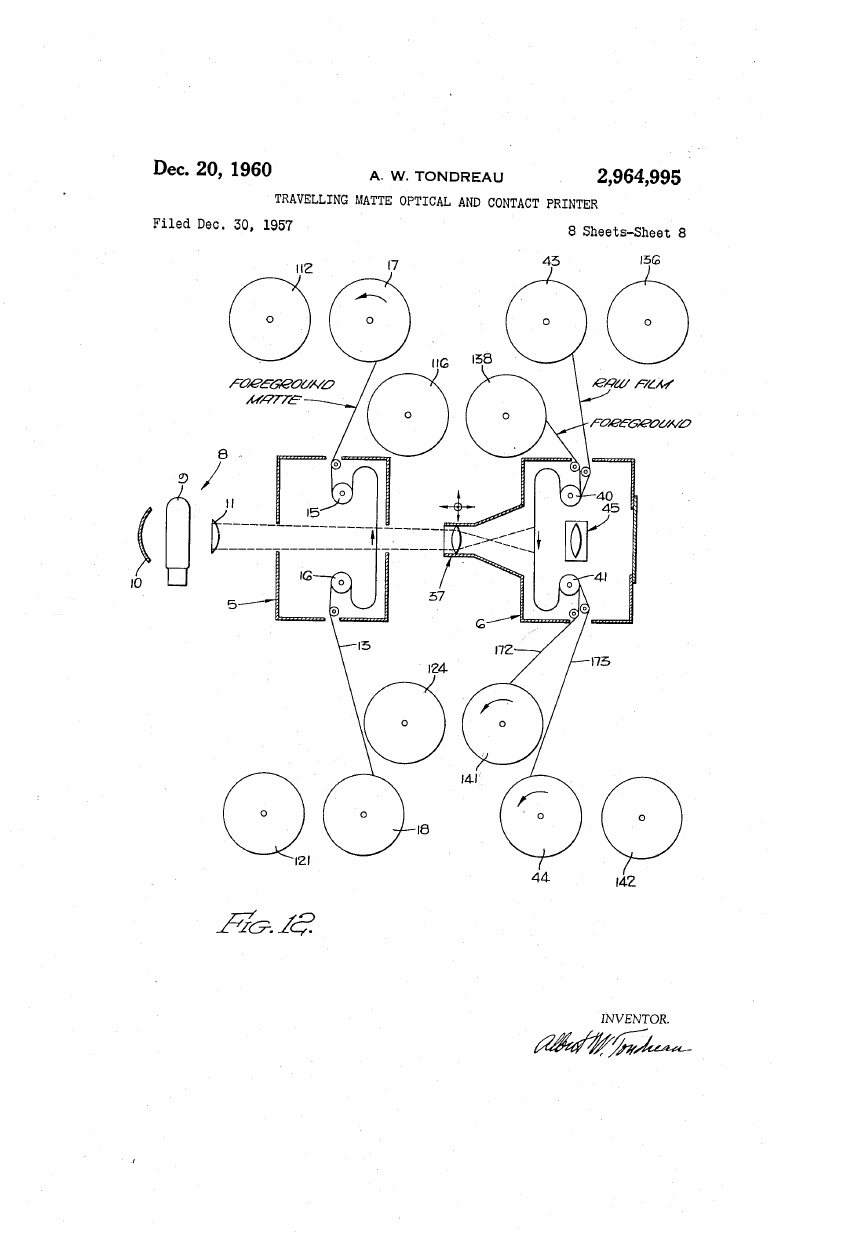 Dec. 20, 1960 A. W. TONDREAU 2,964,995
TRAVELLING MATTE OPTICAL AND CONTACT PRINTER
Filed Dec. 30, 1957 8 Sheets-Sheet 8
112 17 43 136
116 138
FOREGROUND MATTE
RAW FILM
FOREGROUND
8
9
11
15
40
45
10
16
41
5
37
6
13
172
173
124
141
18
121
44
142
FIG. 12.
INVENTOR.
Albert W. Tondreau